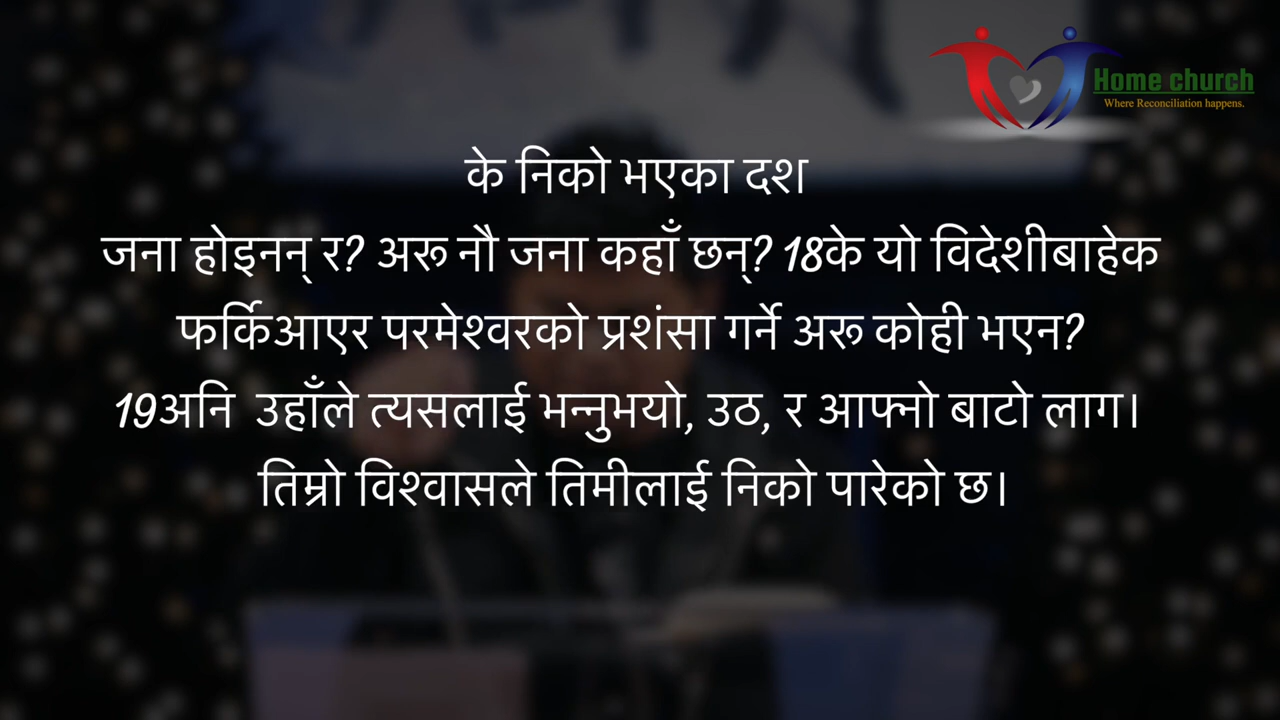 Home church
Where Reconciliation happens.
के निको भएका दश
जना होइनन् र? अरू नौ जना कहाँ छन्? 18के यो विदेशीबाहेक
फर्किआएर परमेश्वरको प्रशंसा गर्ने अरू कोही भएन?
19अनि उहाँले त्यसलाई भन्नुभयो, उठ, र आफ्नो बाटो लाग।
तिम्रो विश्वासले तिमीलाई निको पारेको छ।